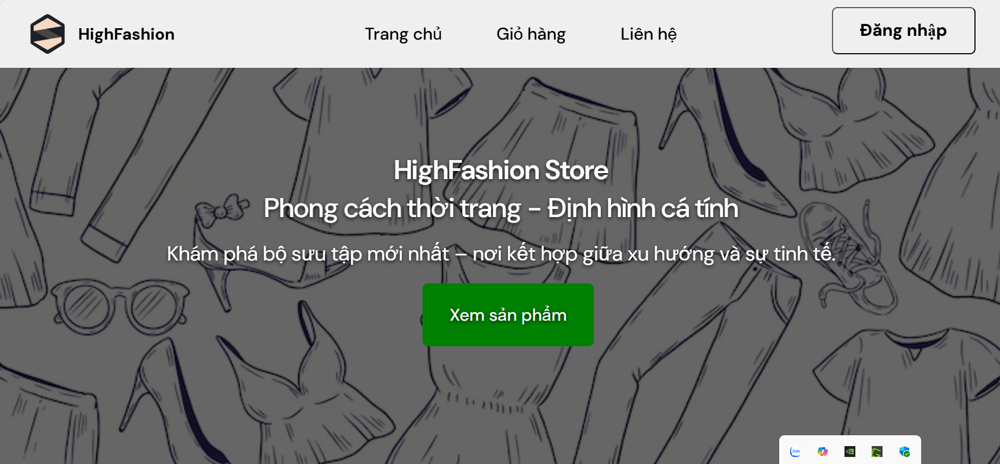 HighFashion
Trang chủ
Giỏ hàng
Liên hệ
Đăng nhập
HighFashion Store
Phong cách thời trang - Định hình cá tính
Khám phá bộ sưu tập mới nhất – nơi kết hợp giữa xu hướng và sự tinh tế.
Xem sản phẩm
Zalo